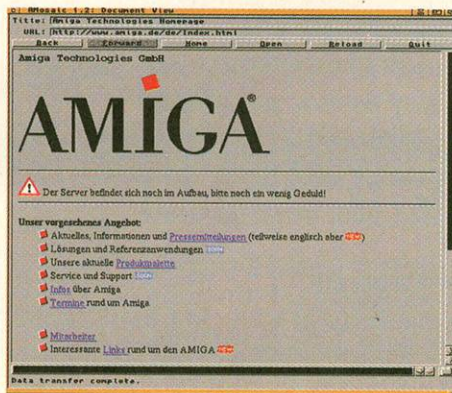 AMosaic 1.2: Document View
Title: Amiga Technologies Homepage
URL: http://www.amiga.de/de/Index.html
Back Forward Home Open Reload Quit
Amiga Technologies GmbH
AMIGA®
Der Server befindet sich noch im Aufbau, bitte noch ein wenig Geduld!
Unser vorgesehenes Angebot:
Aktuelles, Informationen und Pressemitteilungen (teilweise englisch aber NEW)
Lösungen und Referenzanwendungen
Unsere aktuelle Produktpalette
Service und Support
Infos über Amiga
Termine rund um Amiga
Mitarbeiter
Interessante Links rund um den AMIGA NEW
Data transfer complete.